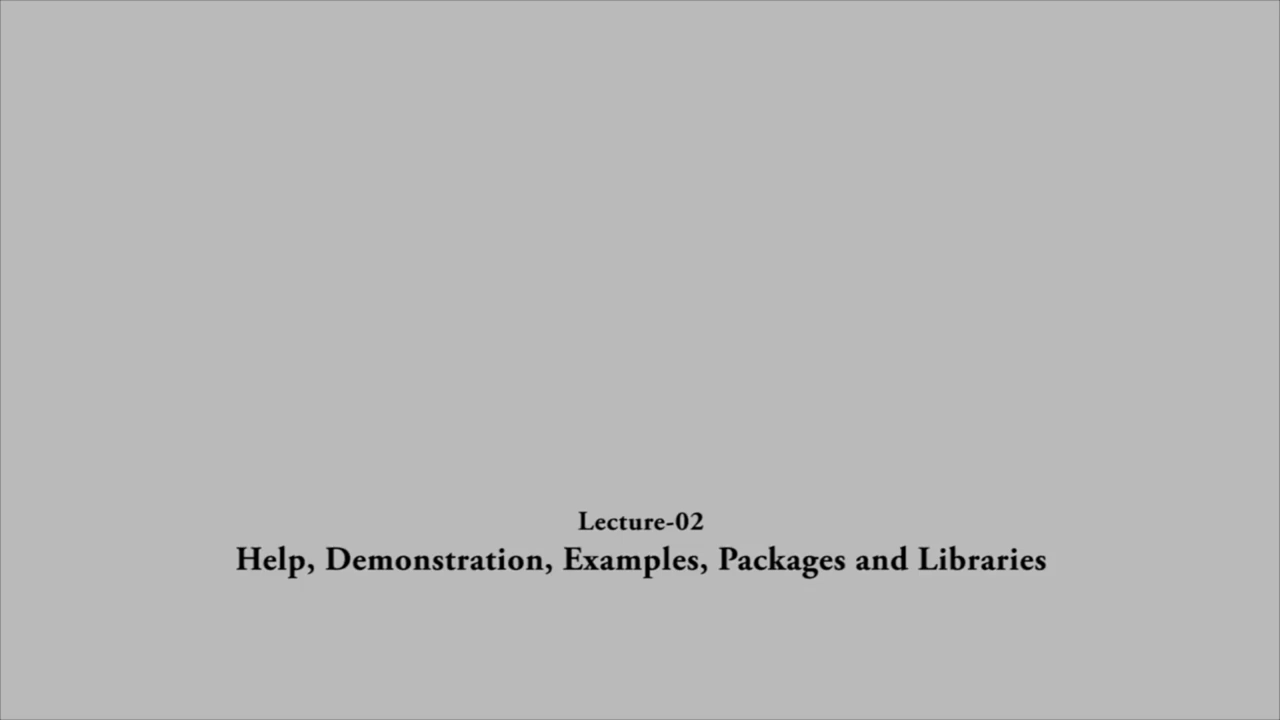 Lecture-02
Help, Demonstration, Examples, Packages and Libraries